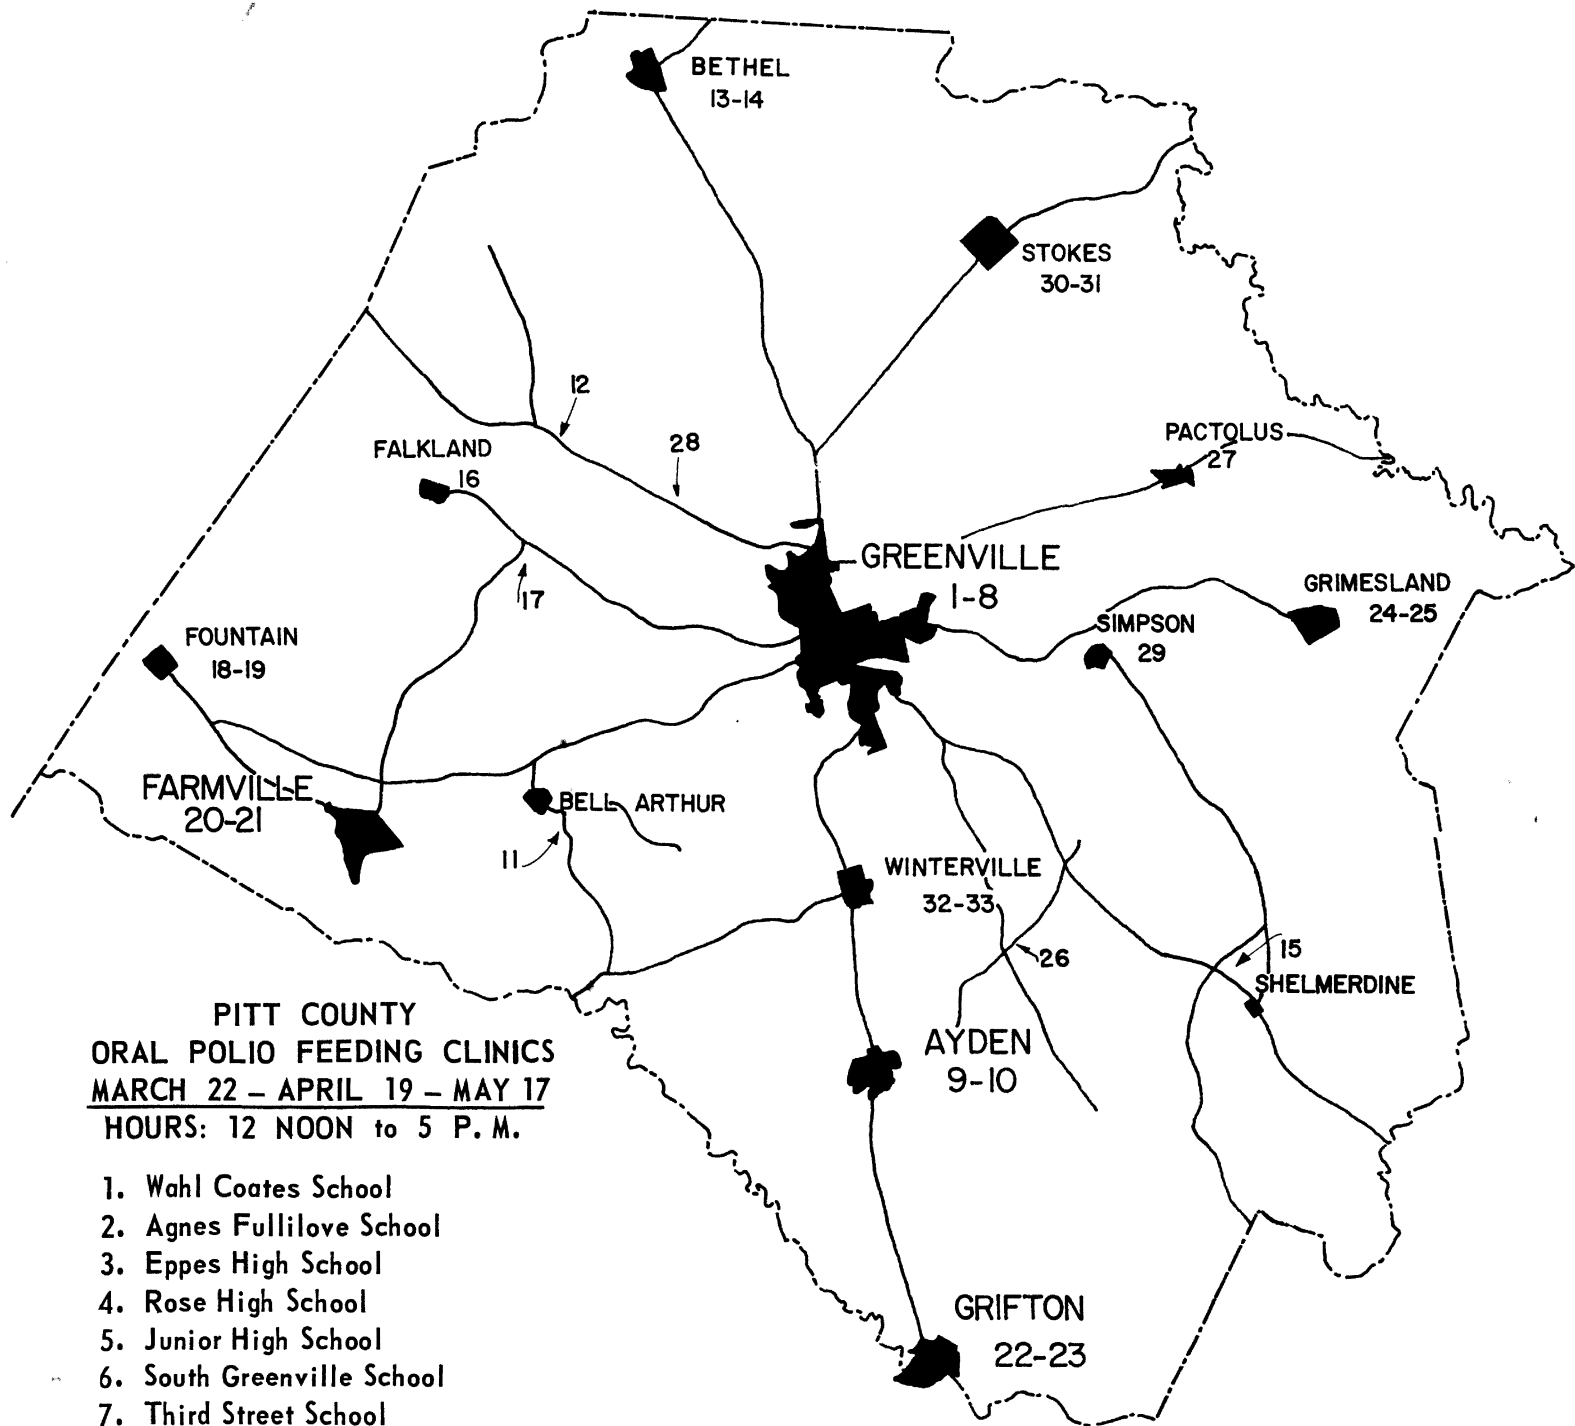 BETHEL
13-14
STOKES
30-31
12
28
FALKLAND
16
PACTOLUS
27
GREENVILLE
1-8
17
GRIMESLAND
24-25
SIMPSON
29
FOUNTAIN
18-19
FARMVILLE
20-21
BELL ARTHUR
11
WINTERVILLE
32-33
26
15
SHELMERDINE
AYDEN
9-10
GRIFTON
22-23
PITT COUNTY
ORAL POLIO FEEDING CLINICS
MARCH 22 – APRIL 19 – MAY 17
HOURS: 12 NOON to 5 P.M.
1. Wahl Coates School
2. Agnes Fullilove School
3. Eppes High School
4. Rose High School
5. Junior High School
6. South Greenville School
7. Third Street School